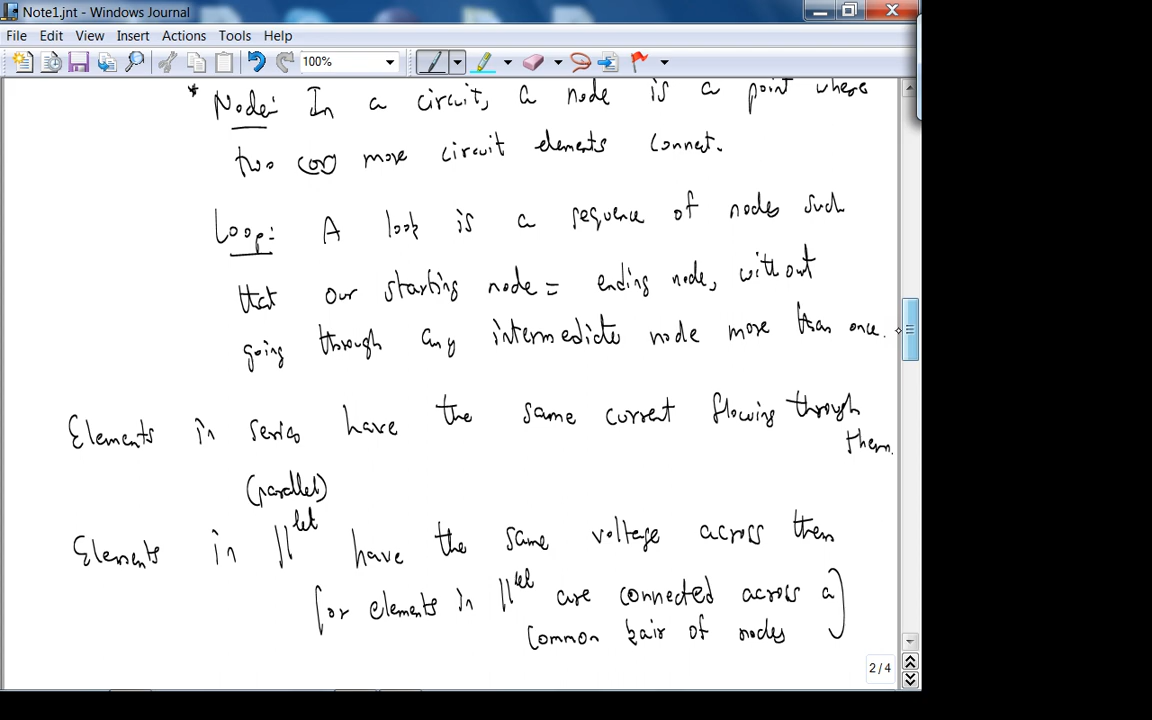 Note1.jnt - Windows Journal
File Edit View Insert Actions Tools Help
100%
* Node: In a circuit, a node is a point where
two (or) more circuit elements connect.
Loop: A loop is a sequence of nodes such
that our starting node = ending node, without
going through any intermediate node more than once.
Elements in series have the same current flowing through
them.
(parallel)
Elements in ||let have the same voltage across them
[or elements in ||let are connected across a]
common pair of nodes
2/4